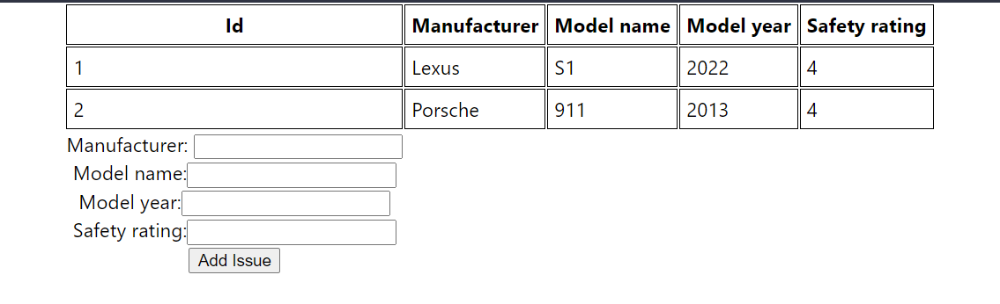 Id Manufacturer Model name Model year Safety rating
1 Lexus S1 2022 4
2 Porsche 911 2013 4
Manufacturer:
Model name:
Model year:
Safety rating:
Add Issue